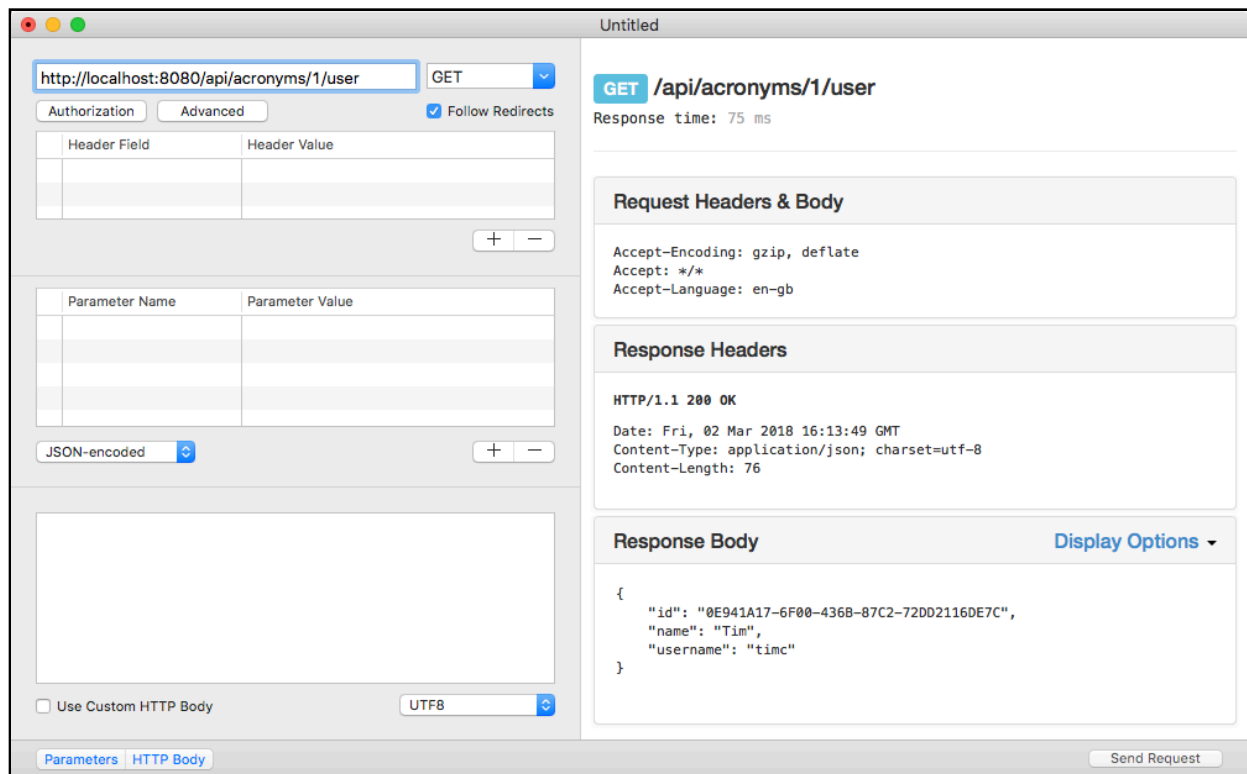 Untitled
http://localhost:8080/api/acronyms/1/user
GET
Authorization
Advanced
Follow Redirects
Header Field
Header Value
+
−
Parameter Name
Parameter Value
JSON-encoded
+
−
Use Custom HTTP Body
UTF8
Parameters
HTTP Body
GET /api/acronyms/1/user
Response time: 75 ms
Request Headers & Body
Accept-Encoding: gzip, deflate
Accept: */*
Accept-Language: en-gb
Response Headers
HTTP/1.1 200 OK
Date: Fri, 02 Mar 2018 16:13:49 GMT
Content-Type: application/json; charset=utf-8
Content-Length: 76
Response Body
Display Options
{
"id": "0E941A17-6F00-436B-87C2-72DD2116DE7C",
"name": "Tim",
"username": "timc"
}
Send Request